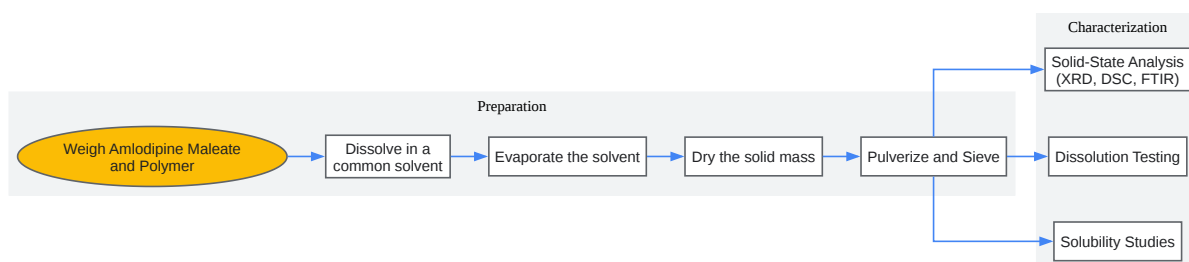 Preparation
Weigh Amlodipine Maleate
and Polymer
Dissolve in a
common solvent
Evaporate the solvent
Dry the solid mass
Pulverize and Sieve
Characterization
Solid-State Analysis
(XRD, DSC, FTIR)
Dissolution Testing
Solubility Studies